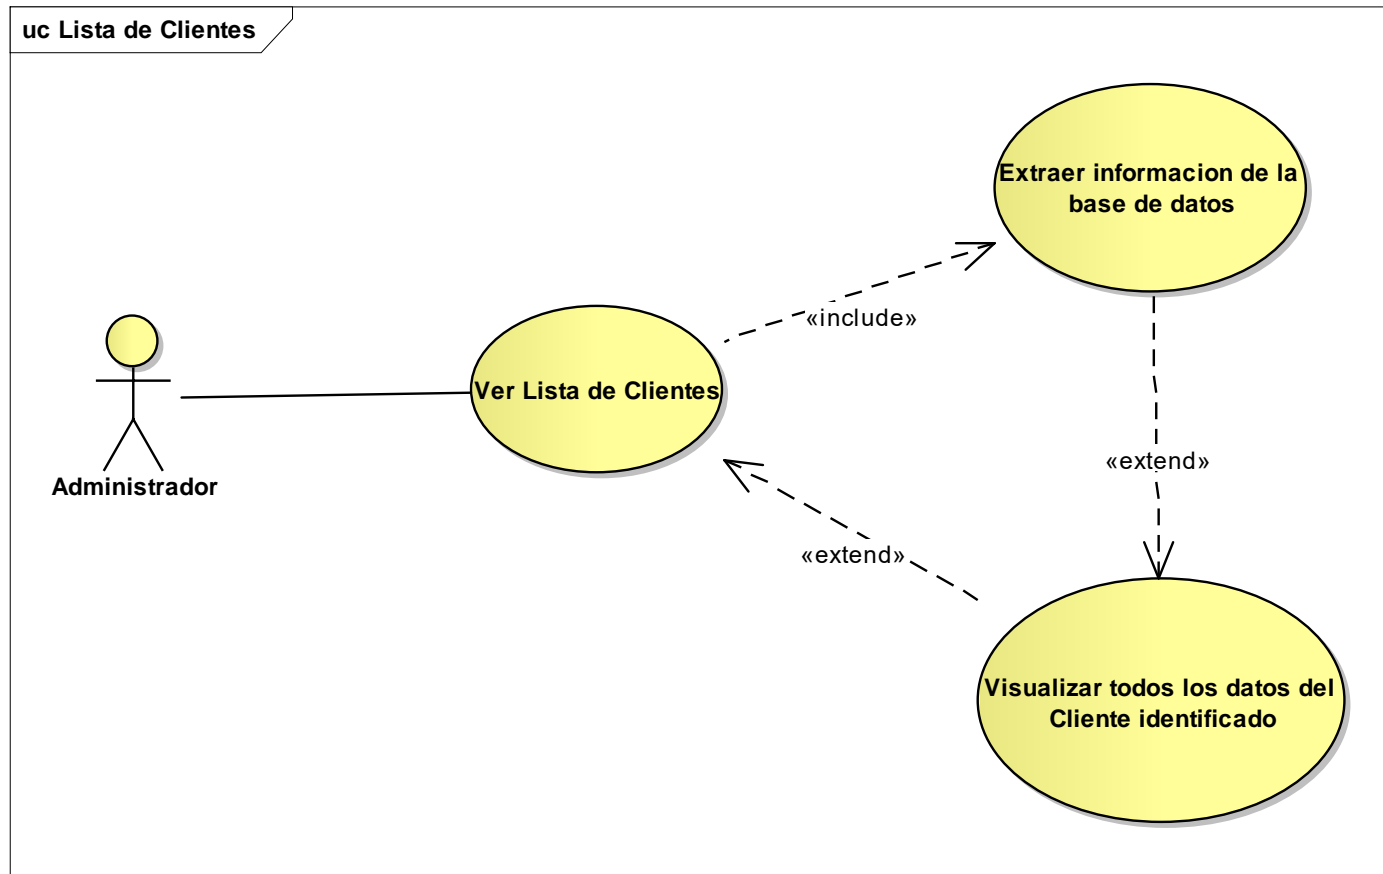 uc Lista de Clientes
Extraer informacion de la
base de datos
«include»
Ver Lista de Clientes
Administrador
«extend»
«extend»
Visualizar todos los datos del
Cliente identificado